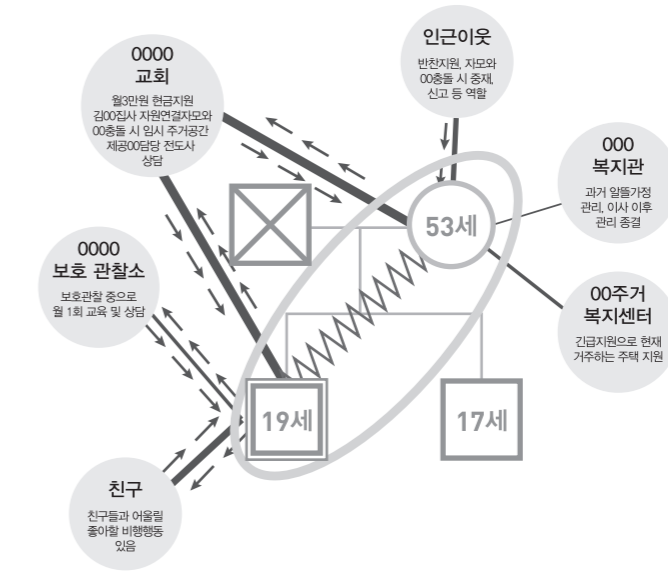 0000
교회
월3만원 현금지원
김00집사 자원연결자모와
00충돌 시 임시 주거공간
제공00담당 전도사
상담
인근이웃
반찬지원, 자모와
00충돌 시 중재,
신고 등 역할
000
복지관
과거 알뜰가정
관리, 이사 이후
관리 종결
53세
0000
보호 관찰소
보호관찰 중으로
월 1회 교육 및 상담
00주거
복지센터
긴급지원으로 현재
거주하는 주택 지원
19세
17세
친구
친구들과 어울릴
좋아할 비행행동
있음